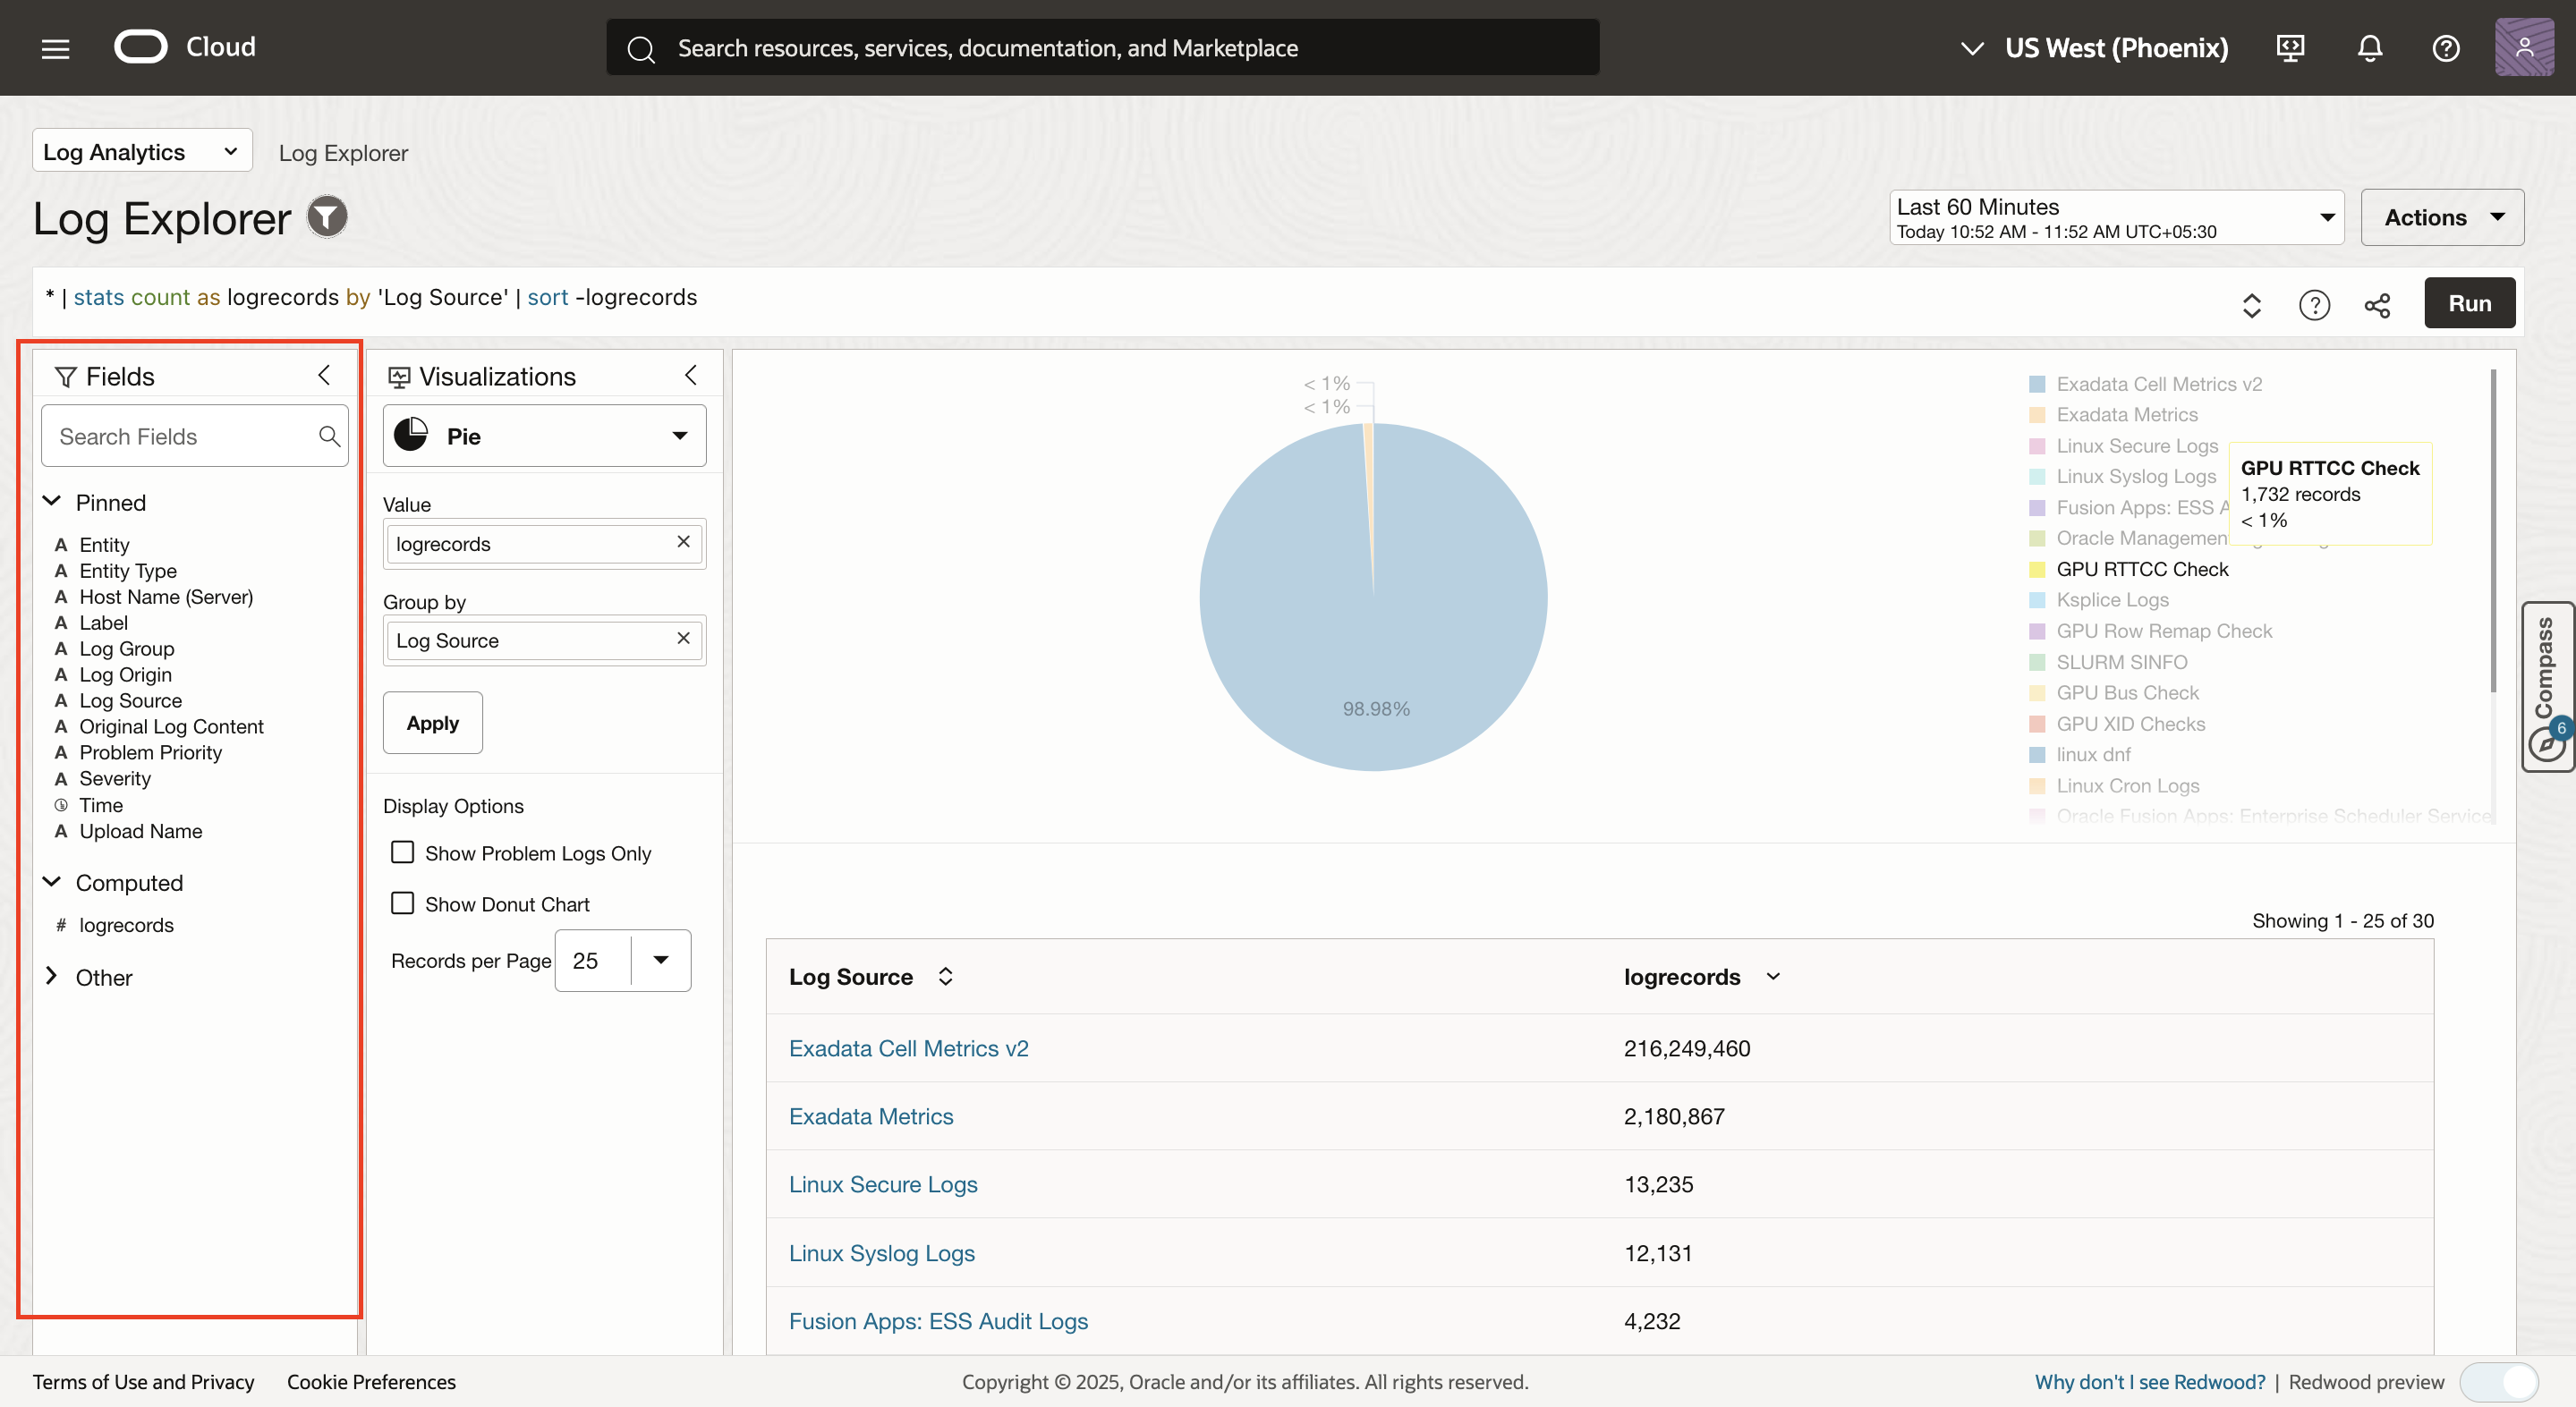 Cloud
Search resources, services, documentation, and Marketplace
US West (Phoenix)
Log Analytics
Log Explorer
Log Explorer
Last 60 Minutes
Today 10:52 AM - 11:52 AM UTC+05:30
Actions
* | stats count as logrecords by 'Log Source' | sort -logrecords
Run
Fields
Search Fields
Pinned
A Entity
A Entity Type
A Host Name (Server)
A Label
A Log Group
A Log Origin
A Log Source
A Original Log Content
A Problem Priority
A Severity
Time
A Upload Name
Computed
# logrecords
Other
Visualizations
Pie
Value
logrecords
Group by
Log Source
Apply
Display Options
Show Problem Logs Only
Show Donut Chart
Records per Page 25
< 1%
< 1%
98.98%
Exadata Cell Metrics v2
Exadata Metrics
Linux Secure Logs
Linux Syslog Logs
Fusion Apps: ESS A
Oracle Managemen
GPU RTTCC Check
Ksplice Logs
GPU Row Remap Check
SLURM SINFO
GPU Bus Check
GPU XID Checks
linux dnf
Linux Cron Logs
Oracle Fusion Apps: Enterprise Scheduler Service
GPU RTTCC Check
1,732 records
< 1%
Compass
6
Showing 1 - 25 of 30
Log Source logrecords
Exadata Cell Metrics v2 216,249,460
Exadata Metrics 2,180,867
Linux Secure Logs 13,235
Linux Syslog Logs 12,131
Fusion Apps: ESS Audit Logs 4,232
Terms of Use and Privacy Cookie Preferences
Copyright © 2025, Oracle and/or its affiliates. All rights reserved.
Why don't I see Redwood? | Redwood preview